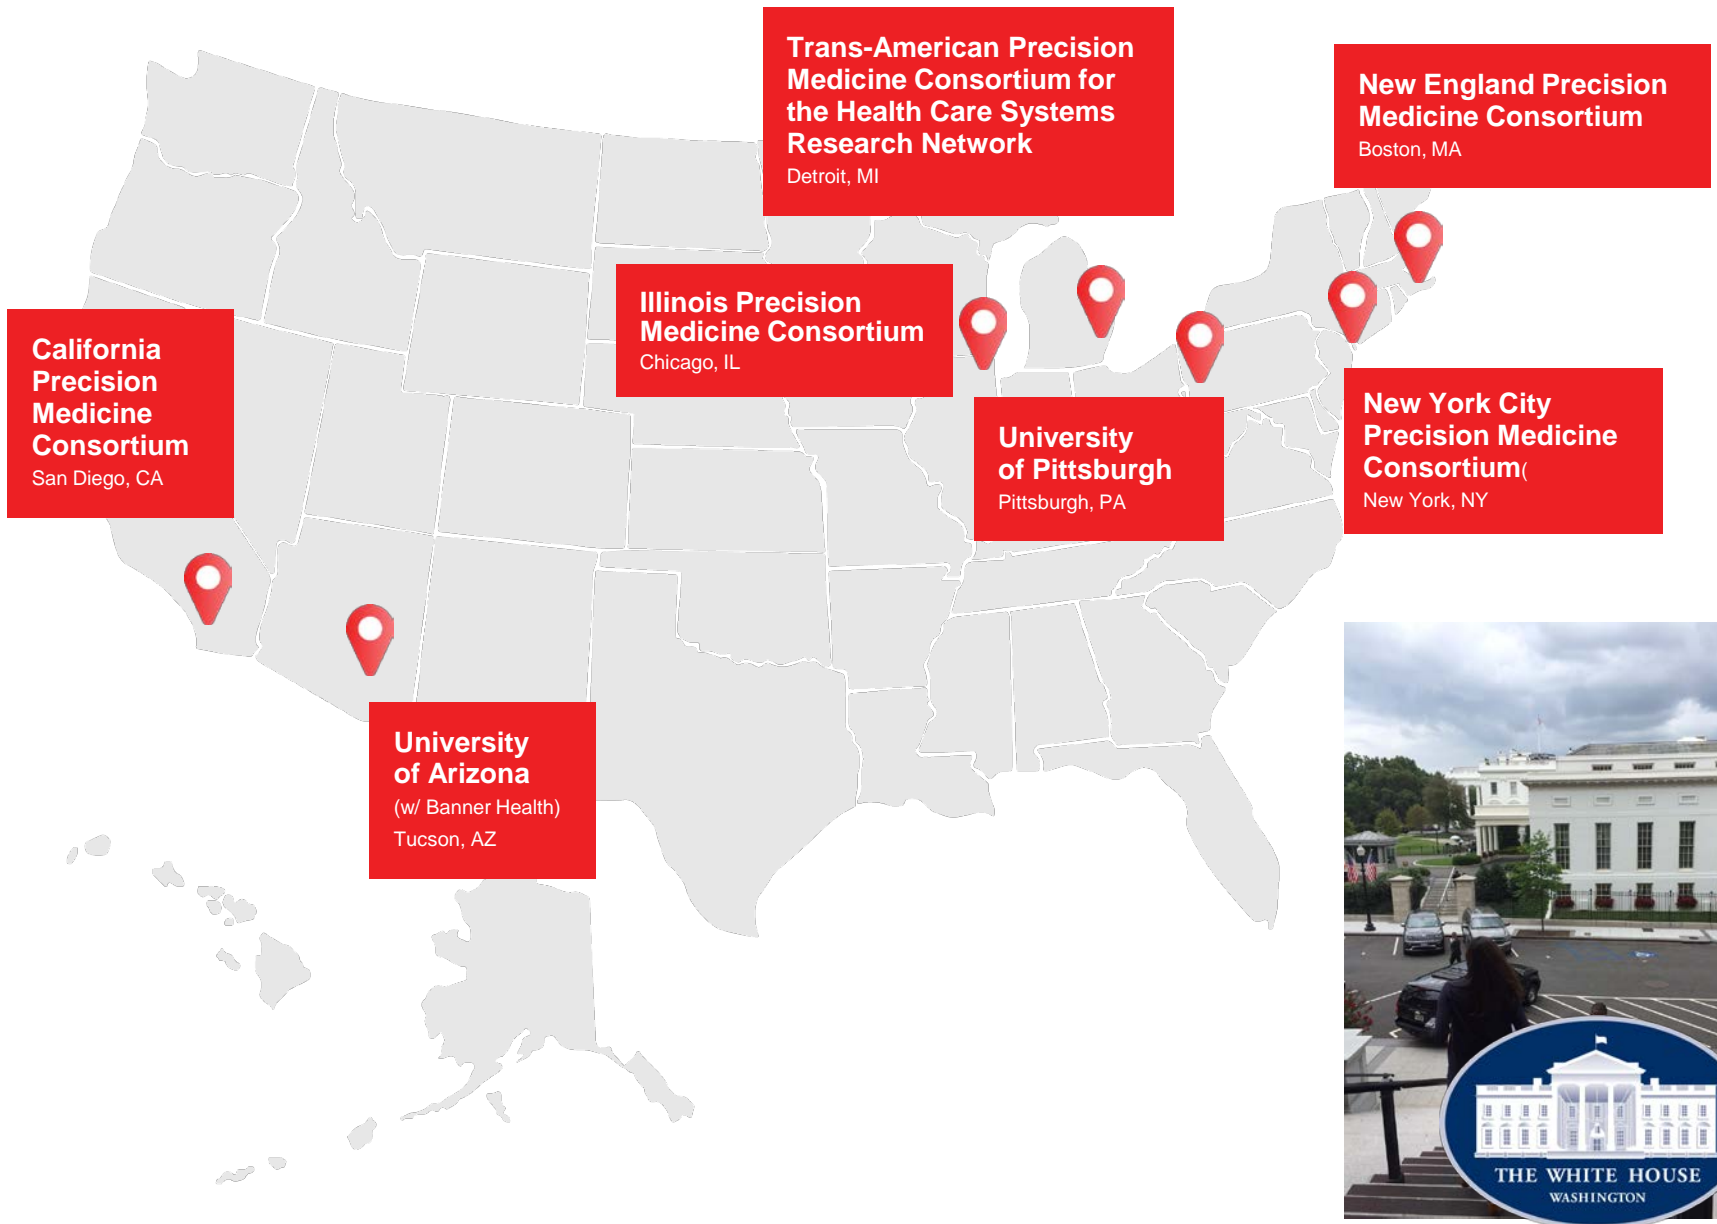 Trans-American Precision
Medicine Consortium for
the Health Care Systems
Research Network
Detroit, MI
New England Precision
Medicine Consortium
Boston, MA
Illinois Precision
Medicine Consortium
Chicago, IL
California
Precision
Medicine
Consortium
San Diego, CA
University
of Pittsburgh
Pittsburgh, PA
New York City
Precision Medicine
Consortium(
New York, NY
University
of Arizona
(w/ Banner Health)
Tucson, AZ
THE WHITE HOUSE
WASHINGTON